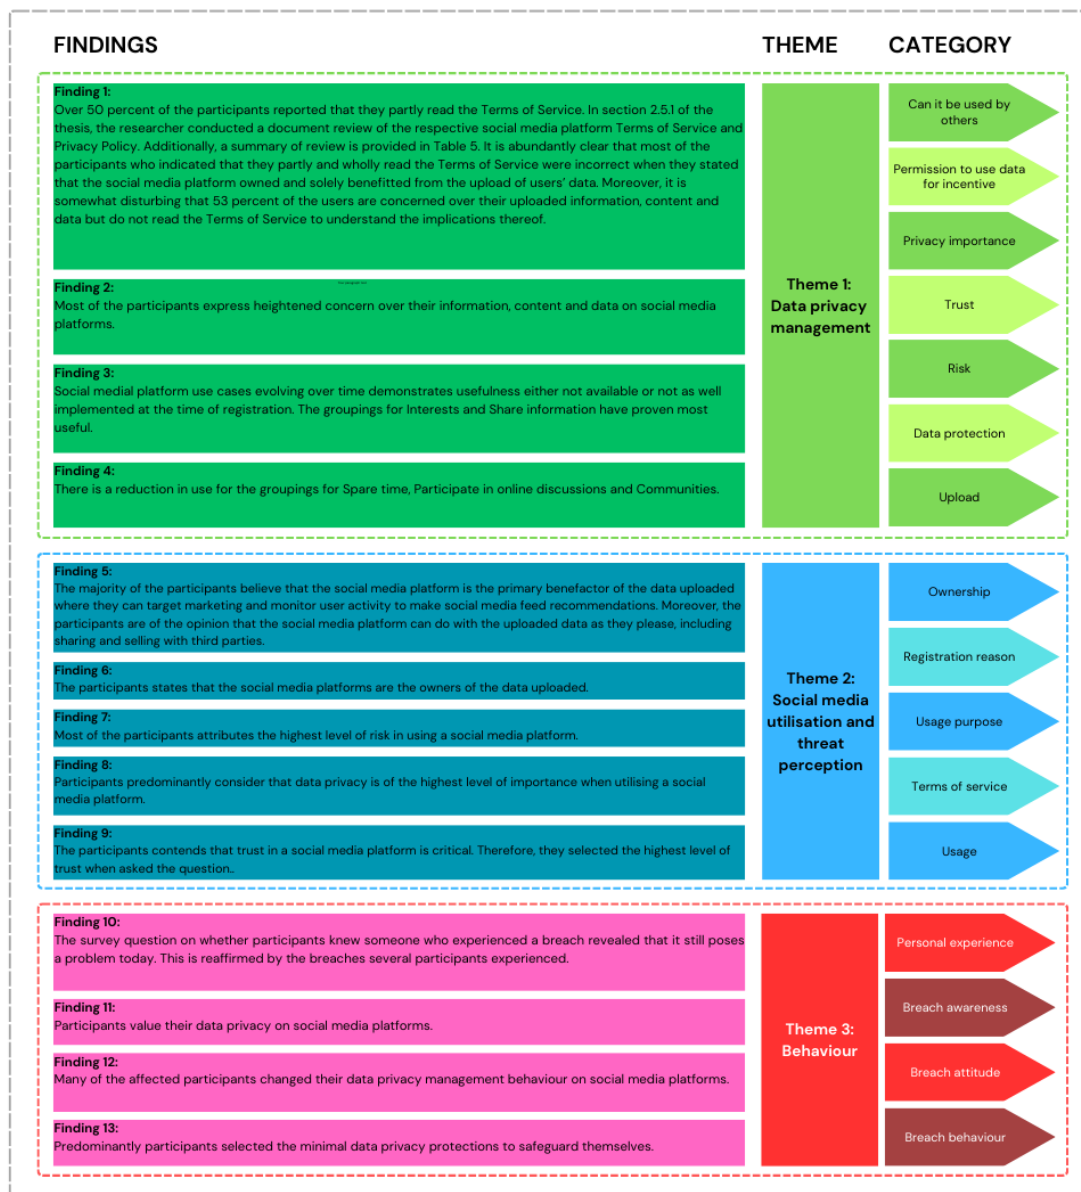 FINDINGS
THEME
CATEGORY
Finding 1:
Over 50 percent of the participants reported that they partly read the Terms of Service. In section 2.5.1 of the
thesis, the researcher conducted a document review of the respective social media platform Terms of Service and
Privacy Policy. Additionally, a summary of review is provided in Table 5. It is abundantly clear that most of the
participants who indicated that they partly and wholly read the Terms of Service were incorrect when they stated
that the social media platform owned and solely benefitted from the upload of users' data. Moreover, it is
somewhat disturbing that 53 percent of the users are concerned over their uploaded information, content and
data but do not read the Terms of Service to understand the implications thereof.
Finding 2:
Most of the participants express heightened concern over their information, content and data on social media
platforms.
Finding 3:
Social medial platform use cases evolving over time demonstrates usefulness either not available or not as well
implemented at the time of registration. The groupings for Interests and Share information have proven most
useful.
Finding 4:
There is a reduction in use for the groupings for Spare time, Participate in online discussions and Communities.
Theme 1:
Data privacy
management
Can it be used by
others
Permission to use data
for incentive
Privacy importance
Trust
Risk
Data protection
Upload
Finding 5:
The majority of the participants believe that the social media platform is the primary benefactor of the data uploaded
where they can target marketing and monitor user activity to make social media feed recommendations. Moreover, the
participants are of the opinion that the social media platform can do with the uploaded data as they please, including
sharing and selling with third parties.
Finding 6:
The participants states that the social media platforms are the owners of the data uploaded.
Finding 7:
Most of the participants attributes the highest level of risk in using a social media platform.
Finding 8:
Participants predominantly consider that data privacy is of the highest level of importance when utilising a social
media platform.
Finding 9:
The participants contends that trust in a social media platform is critical. Therefore, they selected the highest level of
trust when asked the question..
Theme 2:
Social media
utilisation and
threat
perception
Ownership
Registration reason
Usage purpose
Terms of service
Usage
Finding 10:
The survey question on whether participants knew someone who experienced a breach revealed that it still poses
a problem today. This is reaffirmed by the breaches several participants experienced.
Finding 11:
Participants value their data privacy on social media platforms.
Finding 12:
Many of the affected participants changed their data privacy management behaviour on social media platforms.
Finding 13:
Predominantly participants selected the minimal data privacy protections to safeguard themselves.
Theme 3:
Behaviour
Personal experience
Breach awareness
Breach attitude
Breach behaviour